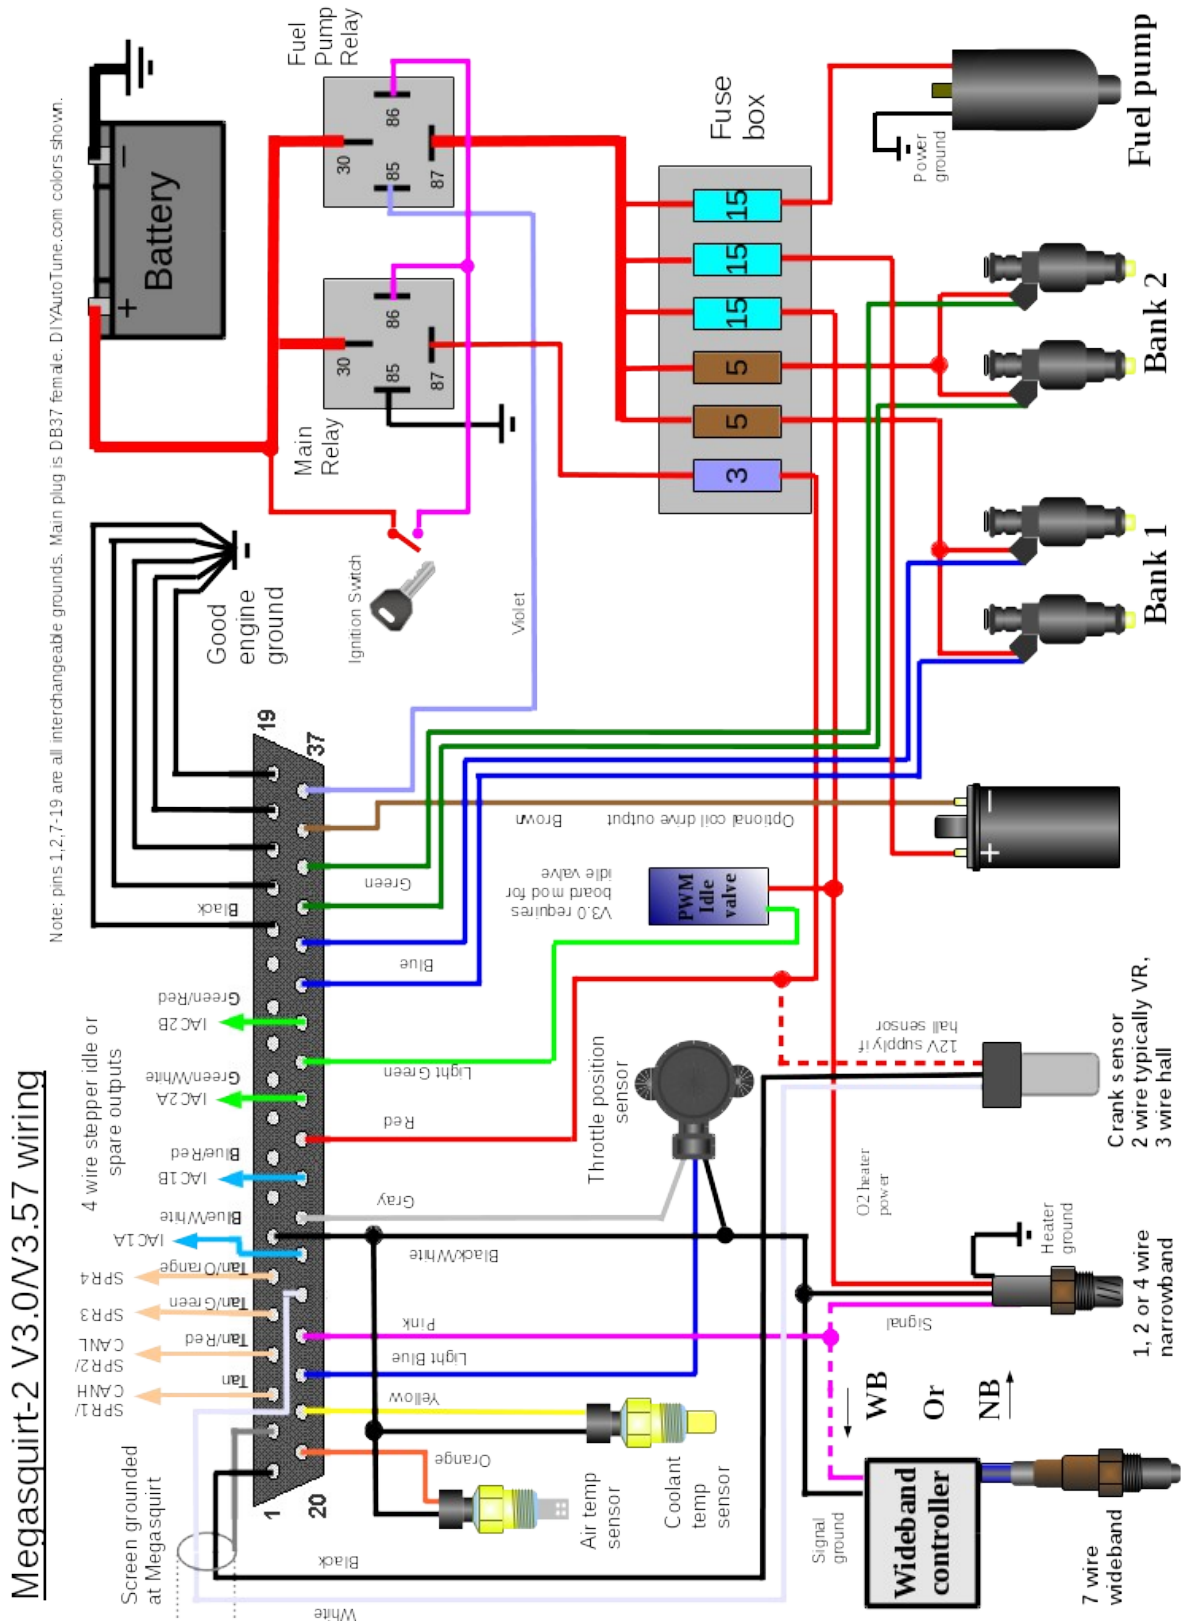 Megasquirt-2 V3.0/V3.57 wiring
Note: pins 1,2,7-19 are all interchangeable grounds. Main plug is DB37 female. DIYAutoTune.com colors shown.
Battery
+
−
Fuel
Pump
Relay
30
85
86
87
Main
Relay
30
85
86
87
Ignition Switch
Good
engine
ground
Fuse
box
15
15
15
5
5
3
Power
ground
Fuel pump
Bank 2
Bank 1
Violet
19
37
1
20
Black
Green
Blue
Brown
Optional coil drive output
+
−
PWM
Idle
valve
V3.0 requires
board mod for
idle valve
Light Green
Red
Gray
Black/White
Pink
Light Blue
Yellow
Orange
4 wire stepper idle or
spare outputs
IAC2B
Green/Red
IAC2A
Green/White
IAC1B
Blue/Red
IAC1A
Blue/White
SPR4
Tan/Orange
SPR3
Tan/Green
SPR2/
CANL
Tan/Red
SPR1/
CANH
Tan
Screen grounded
at Megasquirt
Black
White
Throttle position
sensor
Air temp
sensor
Coolant
temp
sensor
12V supply if
hall sensor
Crank sensor
2 wire typically VR,
3 wire hall
O2 heater
power
Heater
ground
Signal
1, 2 or 4 wire
narrowband
WB
Or
NB
Signal
ground
Wideband
controller
7 wire
wideband